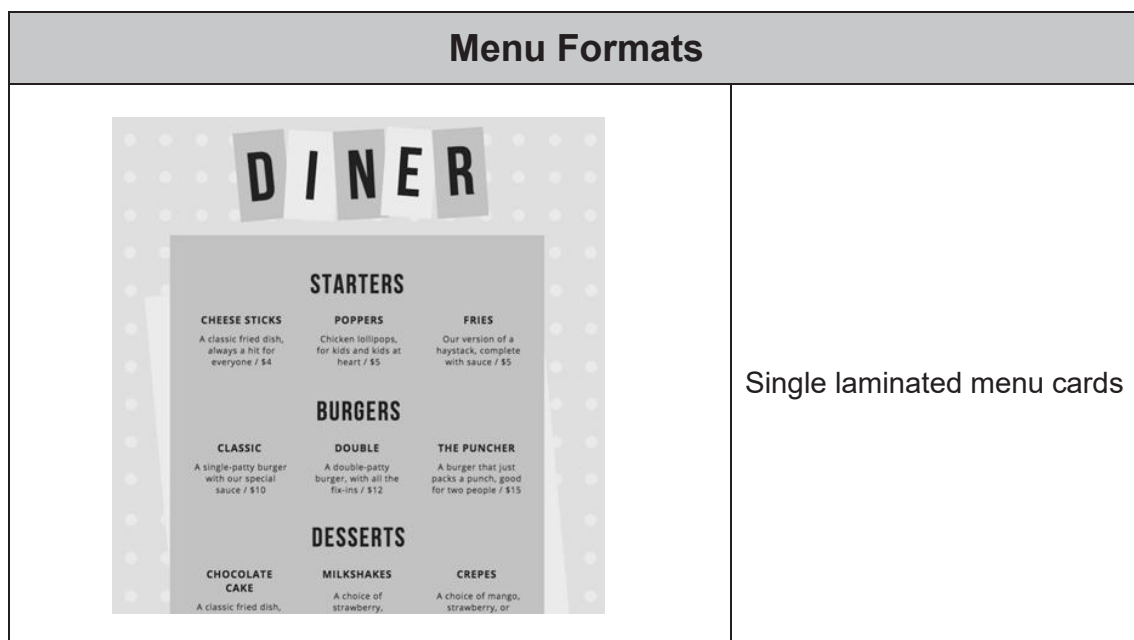 Menu Formats
DINER
STARTERS
CHEESE STICKS
A classic fried dish,
always a hit for
everyone / $4
POPPERS
Chicken lollipops,
for kids and kids at
heart / $5
FRIES
Our version of a
haystack, complete
with sauce / $5
BURGERS
CLASSIC
A single-patty burger
with our special
sauce / $10
DOUBLE
A double-patty
burger, with all the
fix-ins / $12
THE PUNCHER
A burger that just
packs a punch, good
for two people / $15
DESSERTS
CHOCOLATE
CAKE
A classic fried dish,
MILKSHAKES
A choice of
strawberry,
CREPES
A choice of mango,
strawberry, or
Single laminated menu cards